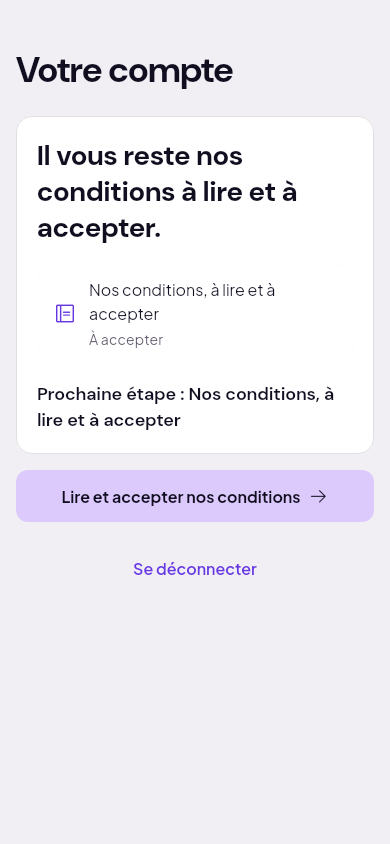 Votre compte
Il vous reste nos
conditions à lire et à
accepter.
Nos conditions, à lire et à
accepter
À accepter
Prochaine étape : Nos conditions, à
lire et à accepter
Lire et accepter nos conditions
Se déconnecter